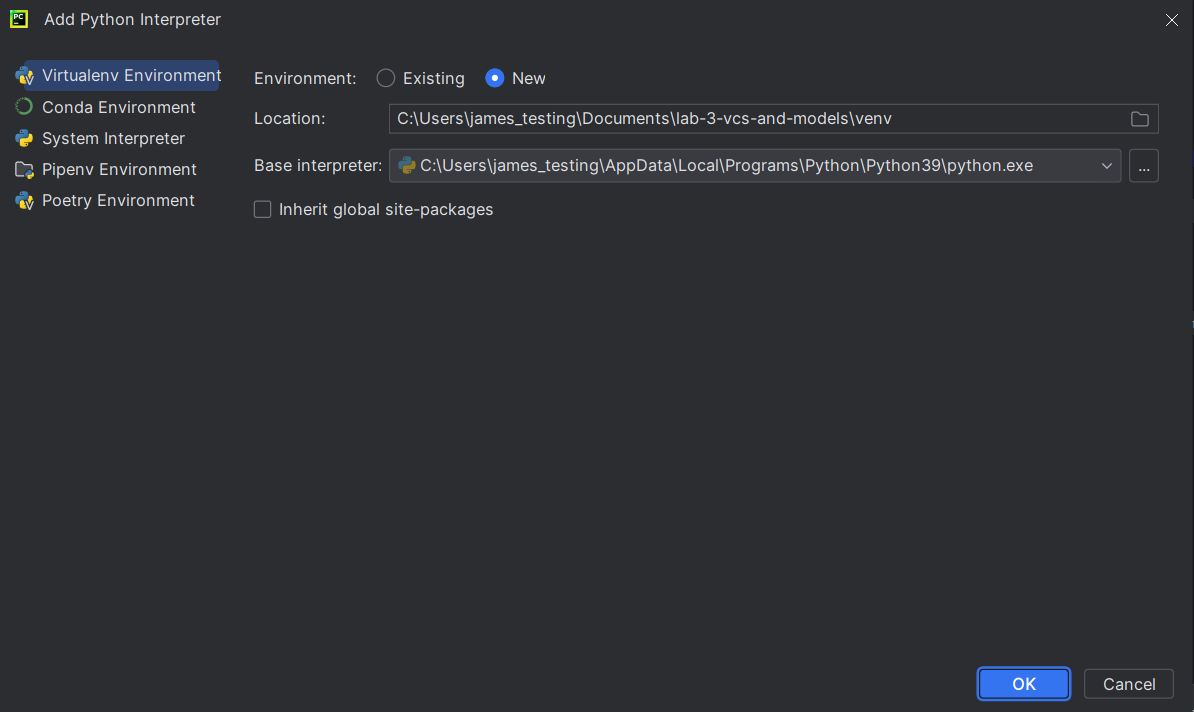 Add Python Interpreter
Virtualenv Environment
Conda Environment
System Interpreter
Pipenv Environment
Poetry Environment
Environment: Existing New
Location: C:\Users\james_testing\Documents\lab-3-vcs-and-models\venv
Base interpreter: C:\Users\james_testing\AppData\Local\Programs\Python\Python39\python.exe ...
Inherit global site-packages
OK Cancel